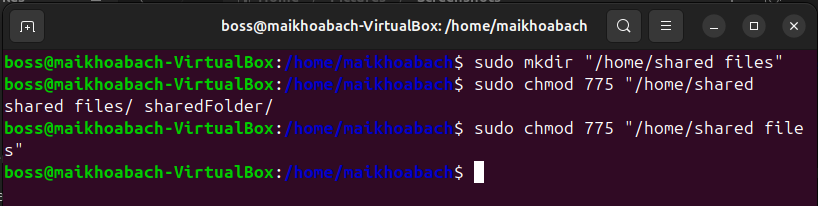 boss@maikhoabach-VirtualBox: /home/maikhoabach
boss@maikhoabach-VirtualBox:/home/maikhoabach$ sudo mkdir "/home/shared files"
boss@maikhoabach-VirtualBox:/home/maikhoabach$ sudo chmod 775 "/home/shared
shared files/ sharedFolder/
boss@maikhoabach-VirtualBox:/home/maikhoabach$ sudo chmod 775 "/home/shared file
s"
boss@maikhoabach-VirtualBox:/home/maikhoabach$